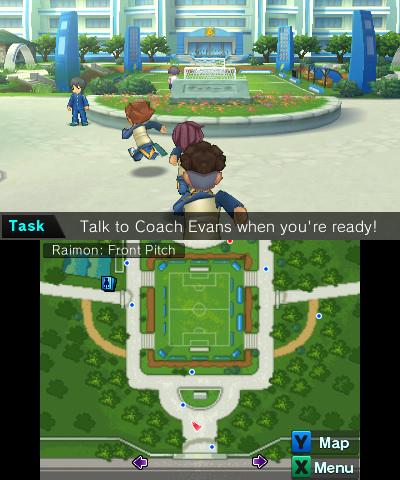 Task Talk to Coach Evans when you're ready!
Raimon: Front Pitch
Y Map
X Menu